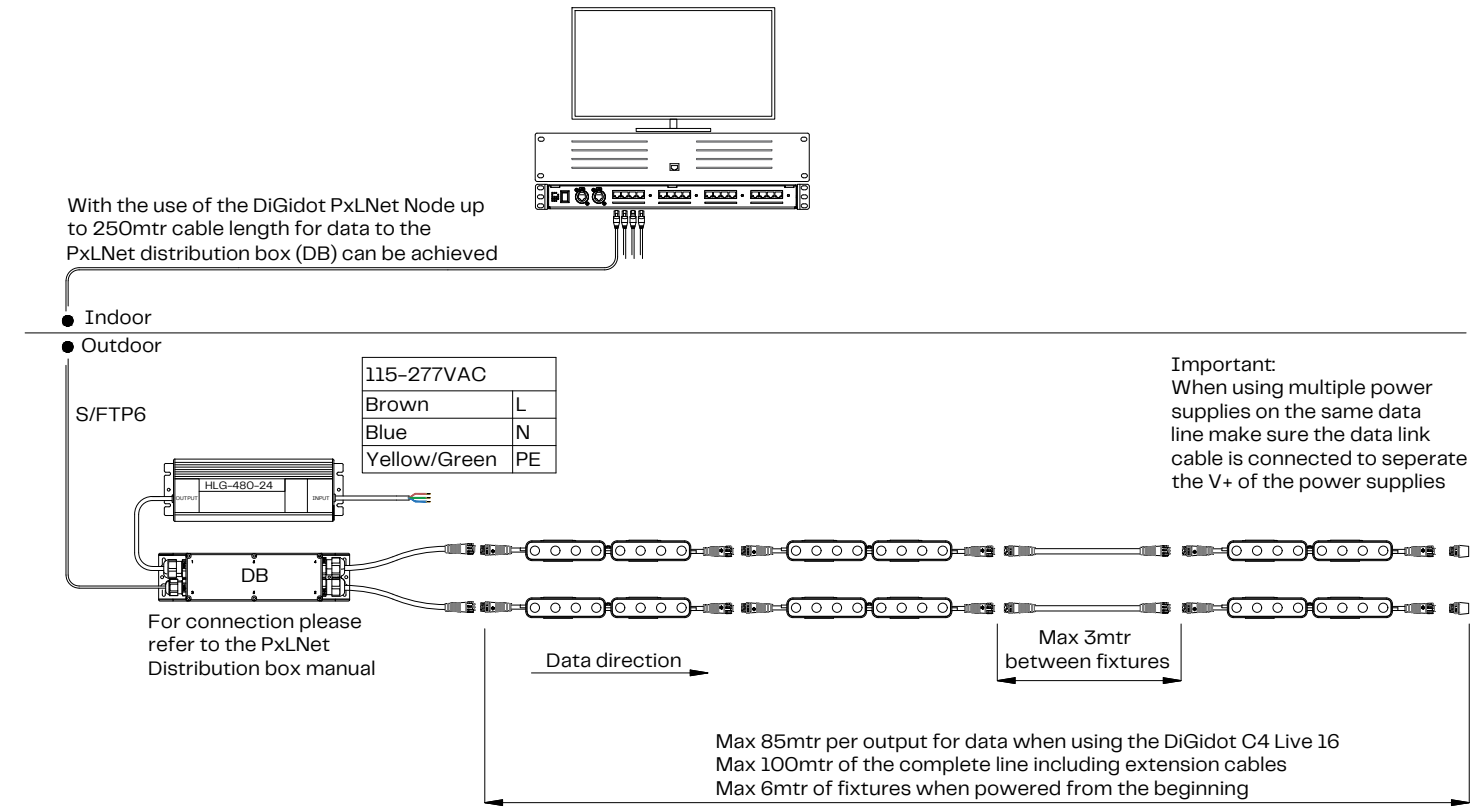 With the use of the DiGidot PxLNet Node up
to 250mtr cable length for data to the
PxLNet distribution box (DB) can be achieved
Indoor
Outdoor
S/FTP6
115-277VAC
Brown L
Blue N
Yellow/Green PE
Important:
When using multiple power
supplies on the same data
line make sure the data link
cable is connected to seperate
the V+ of the power supplies
HLG-480-24
OUTPUT
INPUT
DB
For connection please
refer to the PxLNet
Distribution box manual
Data direction
Max 3mtr
between fixtures
Max 85mtr per output for data when using the DiGidot C4 Live 16
Max 100mtr of the complete line including extension cables
Max 6mtr of fixtures when powered from the beginning